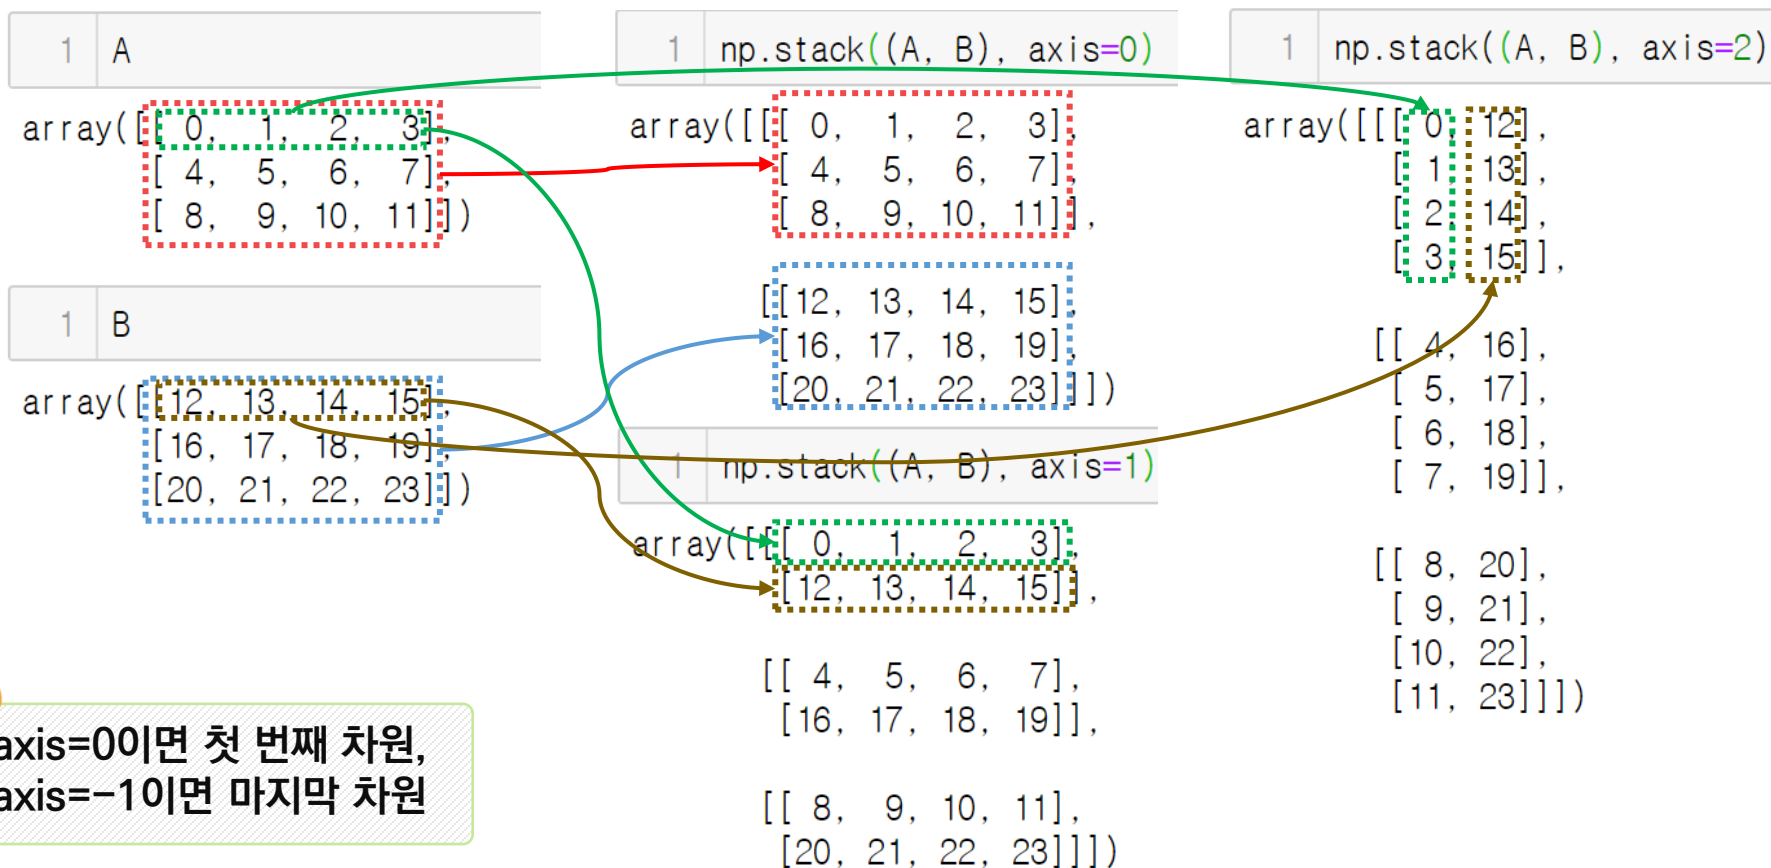 1 A
array([[ 0, 1, 2, 3],
[ 4, 5, 6, 7],
[ 8, 9, 10, 11]])
1 B
array([[12, 13, 14, 15],
[16, 17, 18, 19],
[20, 21, 22, 23]])
axis=0이면 첫 번째 차원,
axis=-1이면 마지막 차원
1 np.stack((A, B), axis=0)
array([[[ 0, 1, 2, 3],
[ 4, 5, 6, 7],
[ 8, 9, 10, 11]],
[[12, 13, 14, 15],
[16, 17, 18, 19],
[20, 21, 22, 23]]])
1 np.stack((A, B), axis=1)
array([[[ 0, 1, 2, 3],
[12, 13, 14, 15]],
[[ 4, 5, 6, 7],
[16, 17, 18, 19]],
[[ 8, 9, 10, 11],
[20, 21, 22, 23]]])
1 np.stack((A, B), axis=2)
array([[[ 0, 12],
[ 1, 13],
[ 2, 14],
[ 3, 15]],
[[ 4, 16],
[ 5, 17],
[ 6, 18],
[ 7, 19]],
[[ 8, 20],
[ 9, 21],
[10, 22],
[11, 23]]])